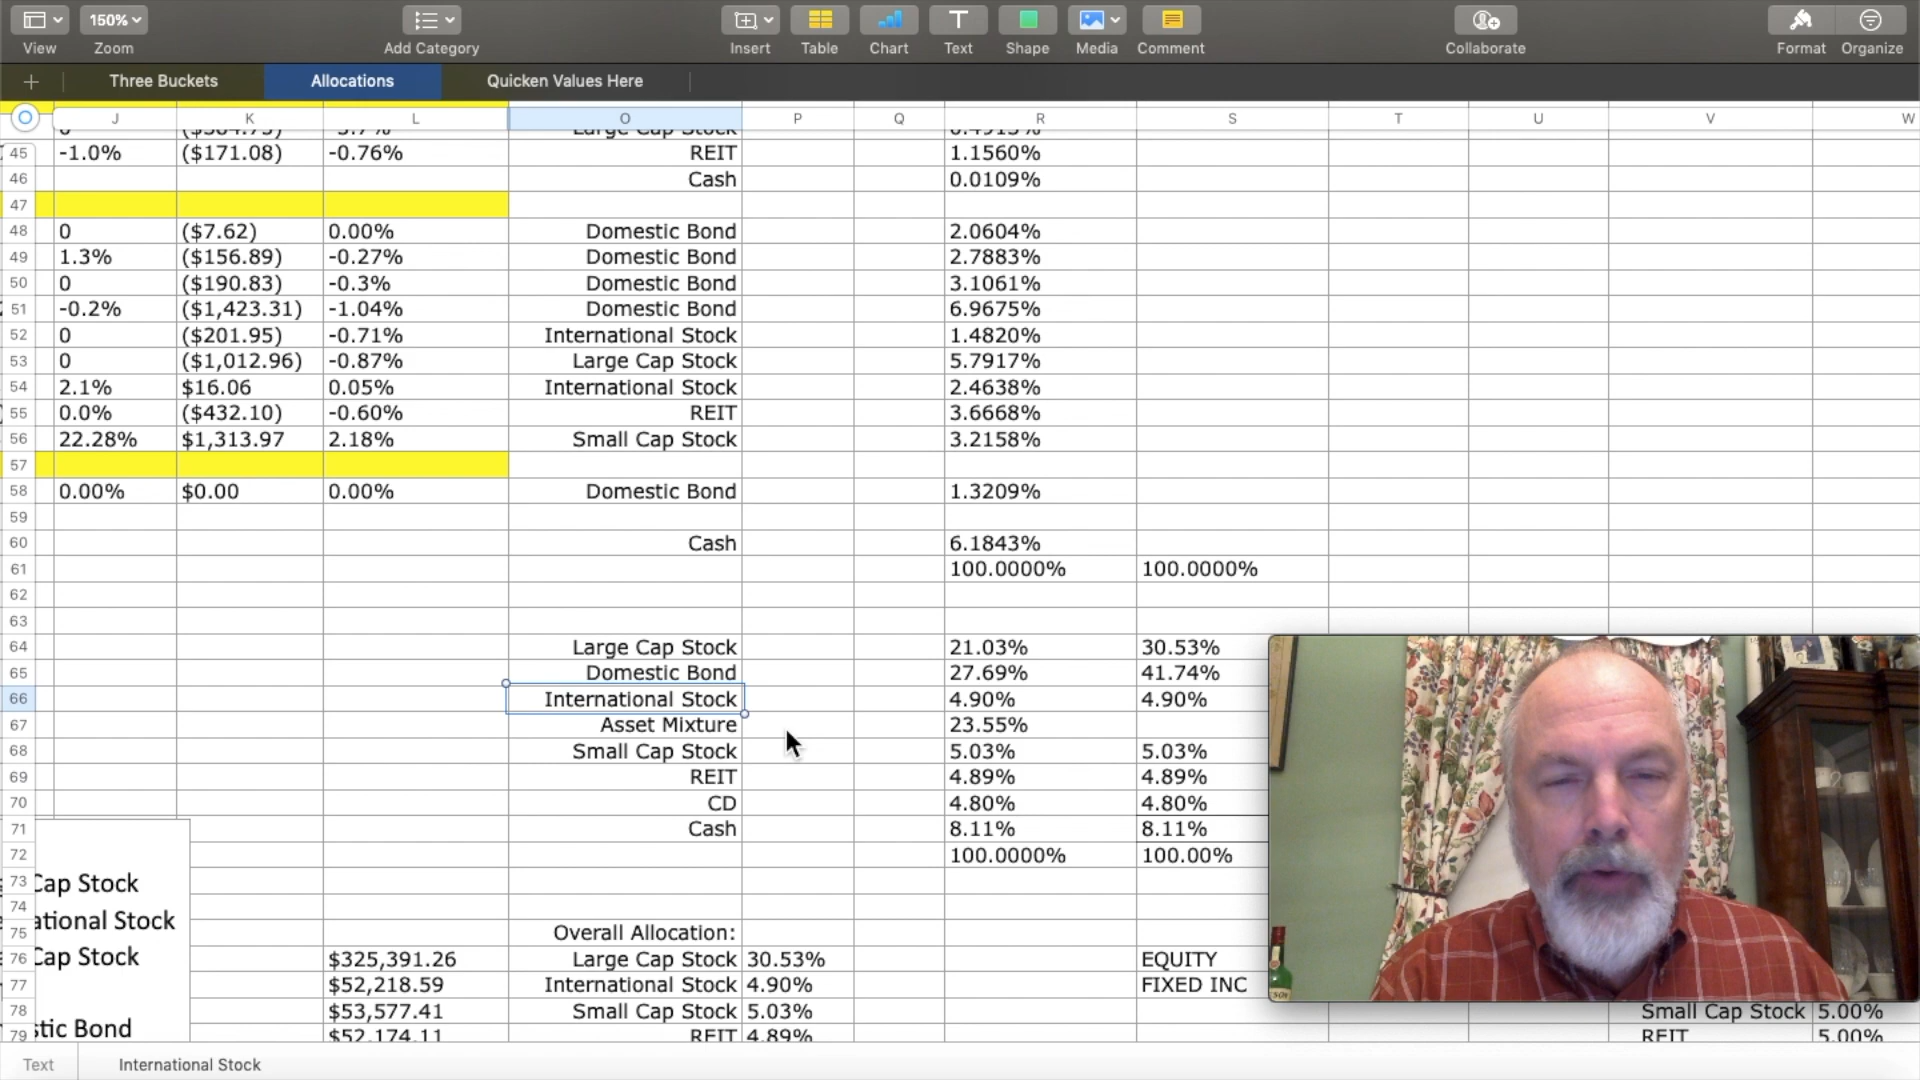 150%
View Zoom Add Category Insert Table Chart Text Shape Media Comment Collaborate Format Organize
+ Three Buckets Allocations Quicken Values Here
J K L O P Q R S T U V W
Large Cap Stock
45 -1.0% ($171.08) -0.76% REIT 1.1560%
46 Cash 0.0109%
47
48 0 ($7.62) 0.00% Domestic Bond 2.0604%
49 1.3% ($156.89) -0.27% Domestic Bond 2.7883%
50 0 ($190.83) -0.3% Domestic Bond 3.1061%
51 -0.2% ($1,423.31) -1.04% Domestic Bond 6.9675%
52 0 ($201.95) -0.71% International Stock 1.4820%
53 0 ($1,012.96) -0.87% Large Cap Stock 5.7917%
54 2.1% $16.06 0.05% International Stock 2.4638%
55 0.0% ($432.10) -0.60% REIT 3.6668%
56 22.28% $1,313.97 2.18% Small Cap Stock 3.2158%
57
58 0.00% $0.00 0.00% Domestic Bond 1.3209%
59
60 Cash 6.1843%
61 100.0000% 100.0000%
62
63
64 Large Cap Stock 21.03% 30.53%
65 Domestic Bond 27.69% 41.74%
66 International Stock 4.90% 4.90%
67 Asset Mixture 23.55%
68 Small Cap Stock 5.03% 5.03%
69 REIT 4.89% 4.89%
70 CD 4.80% 4.80%
71 Cash 8.11% 8.11%
72 100.0000% 100.00%
73 Cap Stock
74
ational Stock
75 Overall Allocation:
76 Cap Stock $325,391.26 Large Cap Stock 30.53% EQUITY
77 $52,218.59 International Stock 4.90% FIXED INC
78 $53,577.41 Small Cap Stock 5.03% Small Cap Stock 5.00%
stic Bond
79 $52,174.11 REIT 4.89% REIT 5.00%
Text International Stock